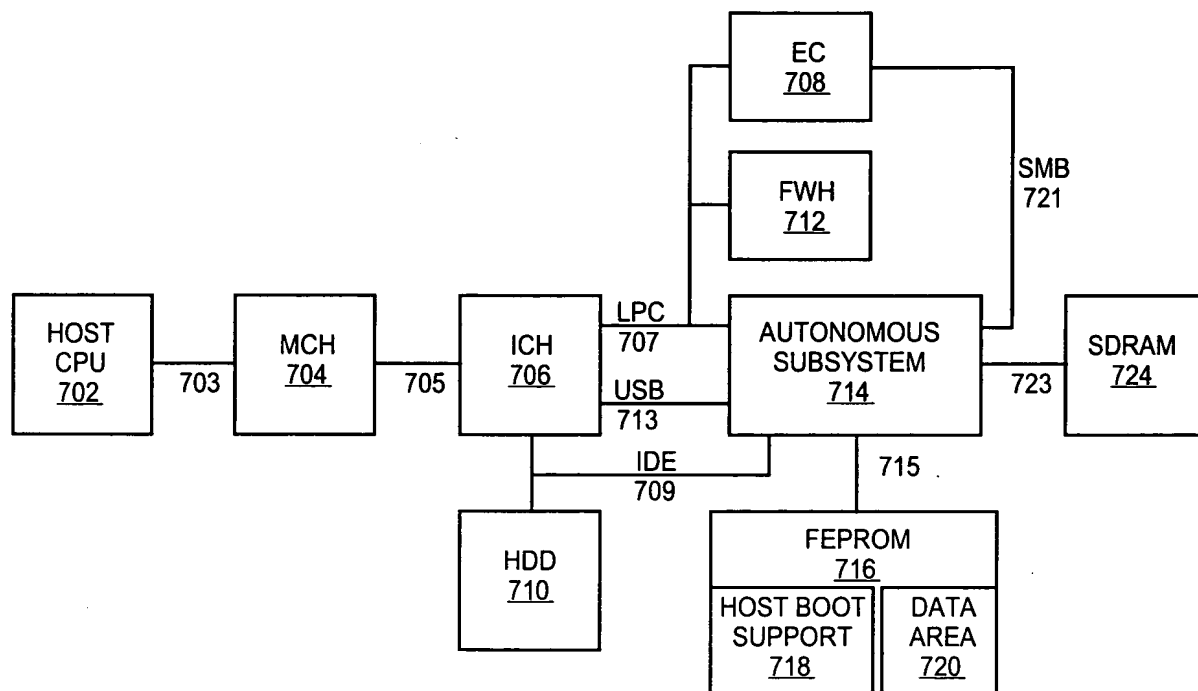 EC
708
SMB
721
FWH
712
HOST
CPU
702
703
MCH
704
705
ICH
706
LPC
707
USB
713
AUTONOMOUS
SUBSYSTEM
714
723
SDRAM
724
IDE
709
715
HDD
710
FEPROM
716
HOST BOOT
SUPPORT
718
DATA
AREA
720